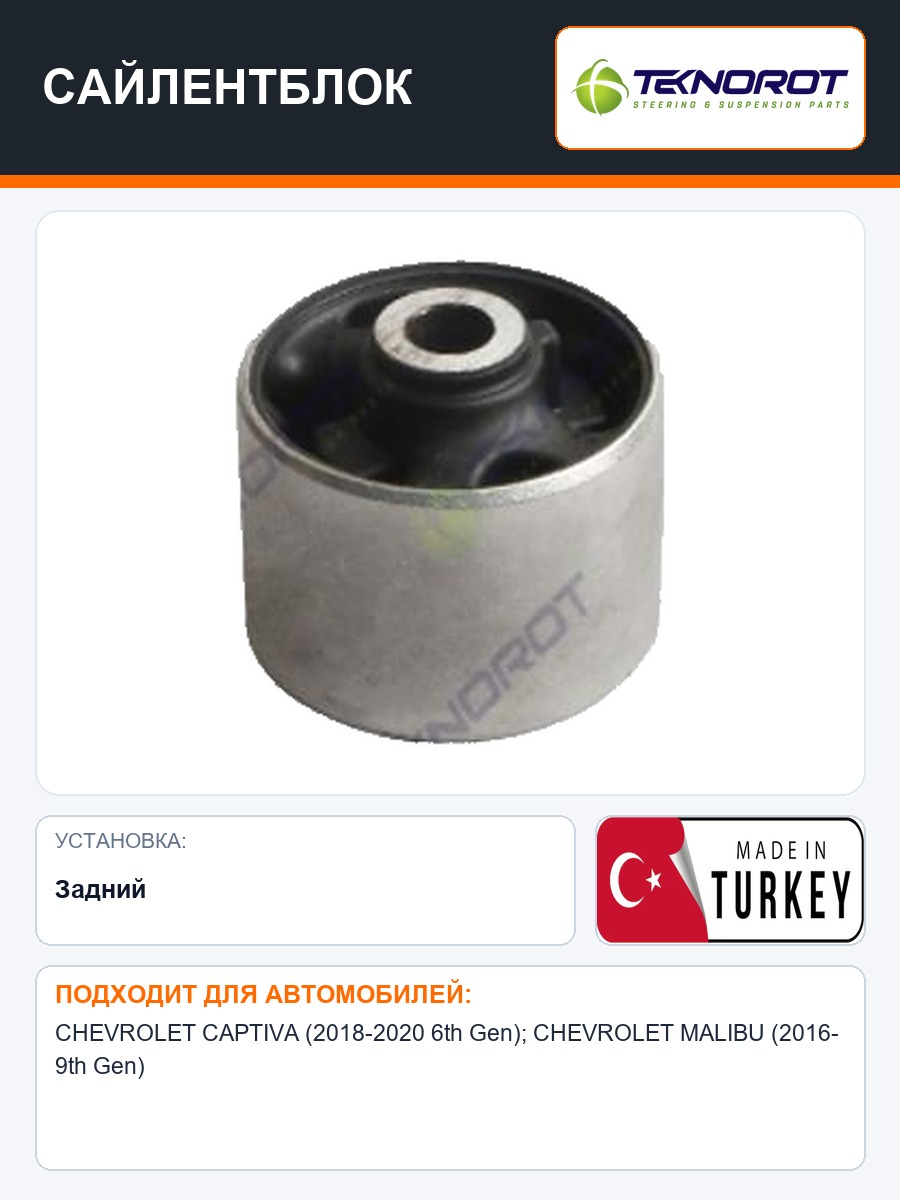 САЙЛЕНТБЛОК
TEKNOROT
STEERING & SUSPENSION PARTS
NOROT
УСТАНОВКА:
Задний
MADE IN
TURKEY
ПОДХОДИТ ДЛЯ АВТОМОБИЛЕЙ:
CHEVROLET CAPTIVA (2018-2020 6th Gen); CHEVROLET MALIBU (2016-
9th Gen)